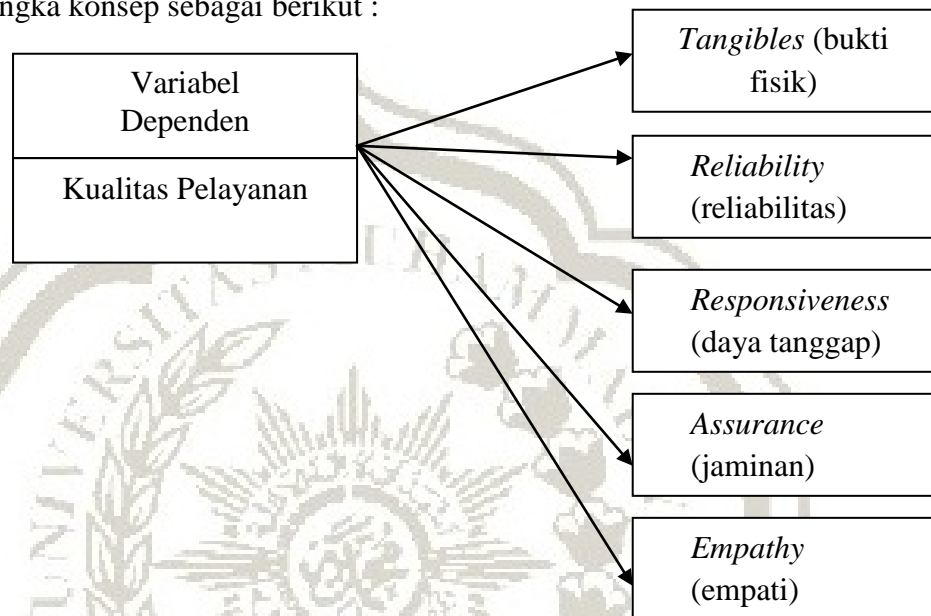 ngka konsep sebagai berikut :
Variabel
Dependen
Kualitas Pelayanan
Tangibles (bukti
fisik)
Reliability
(reliabilitas)
Responsiveness
(daya tanggap)
Assurance
(jaminan)
Empathy
(empati)